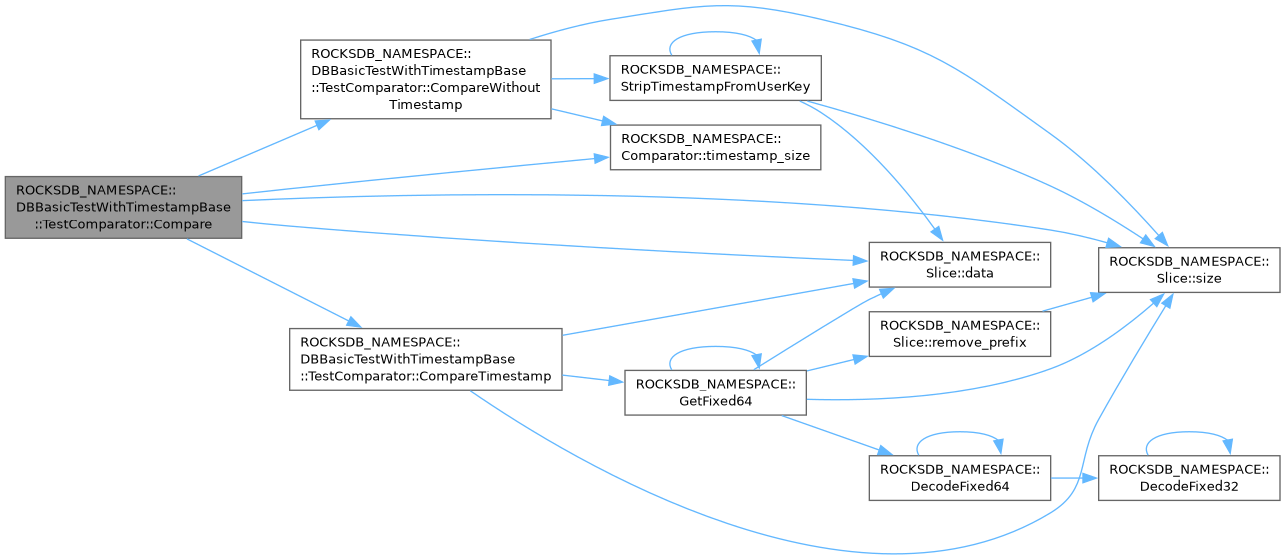 ROCKSDB_NAMESPACE::
DBBasicTestWithTimestampBase
::TestComparator::Compare
ROCKSDB_NAMESPACE::
DBBasicTestWithTimestampBase
::TestComparator::CompareWithout
Timestamp
ROCKSDB_NAMESPACE::
StripTimestampFromUserKey
ROCKSDB_NAMESPACE::
Comparator::timestamp_size
ROCKSDB_NAMESPACE::
Slice::data
ROCKSDB_NAMESPACE::
Slice::size
ROCKSDB_NAMESPACE::
Slice::remove_prefix
ROCKSDB_NAMESPACE::
DBBasicTestWithTimestampBase
::TestComparator::CompareTimestamp
ROCKSDB_NAMESPACE::
GetFixed64
ROCKSDB_NAMESPACE::
DecodeFixed64
ROCKSDB_NAMESPACE::
DecodeFixed32